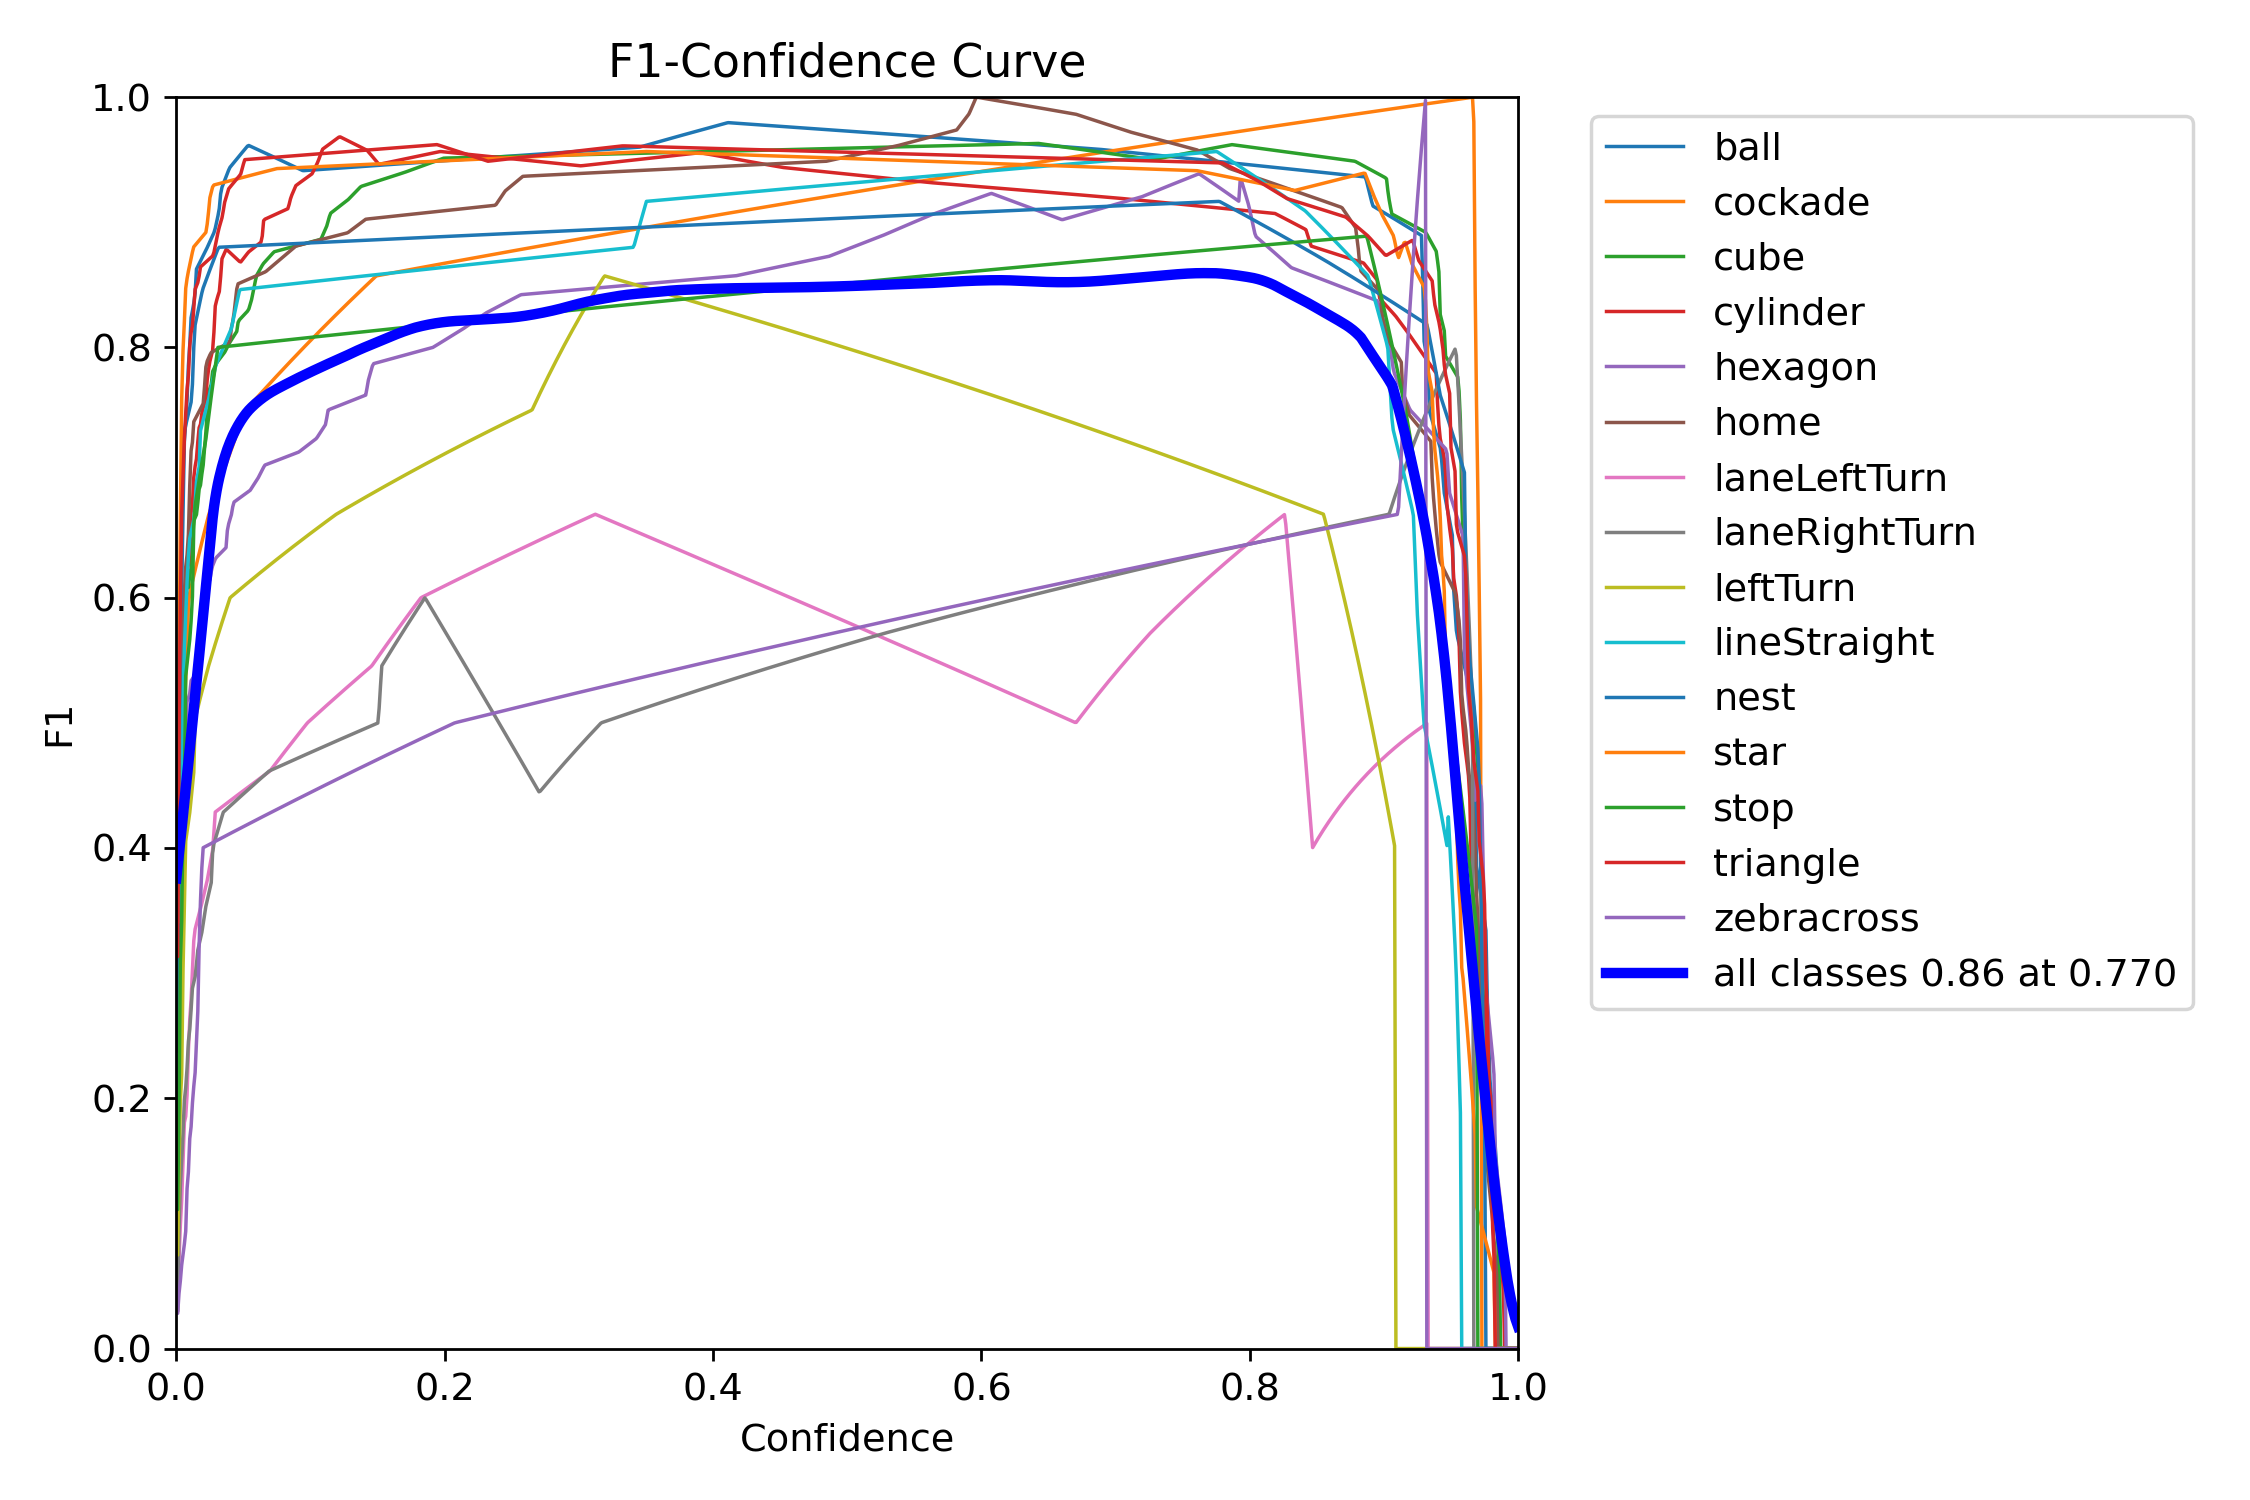 F1-Confidence Curve
1.0
0.8
0.6
0.4
0.2
0.0
F1
0.0 0.2 0.4 0.6 0.8 1.0
Confidence
ball
cockade
cube
cylinder
hexagon
home
laneLeftTurn
laneRightTurn
leftTurn
lineStraight
nest
star
stop
triangle
zebracross
all classes 0.86 at 0.770